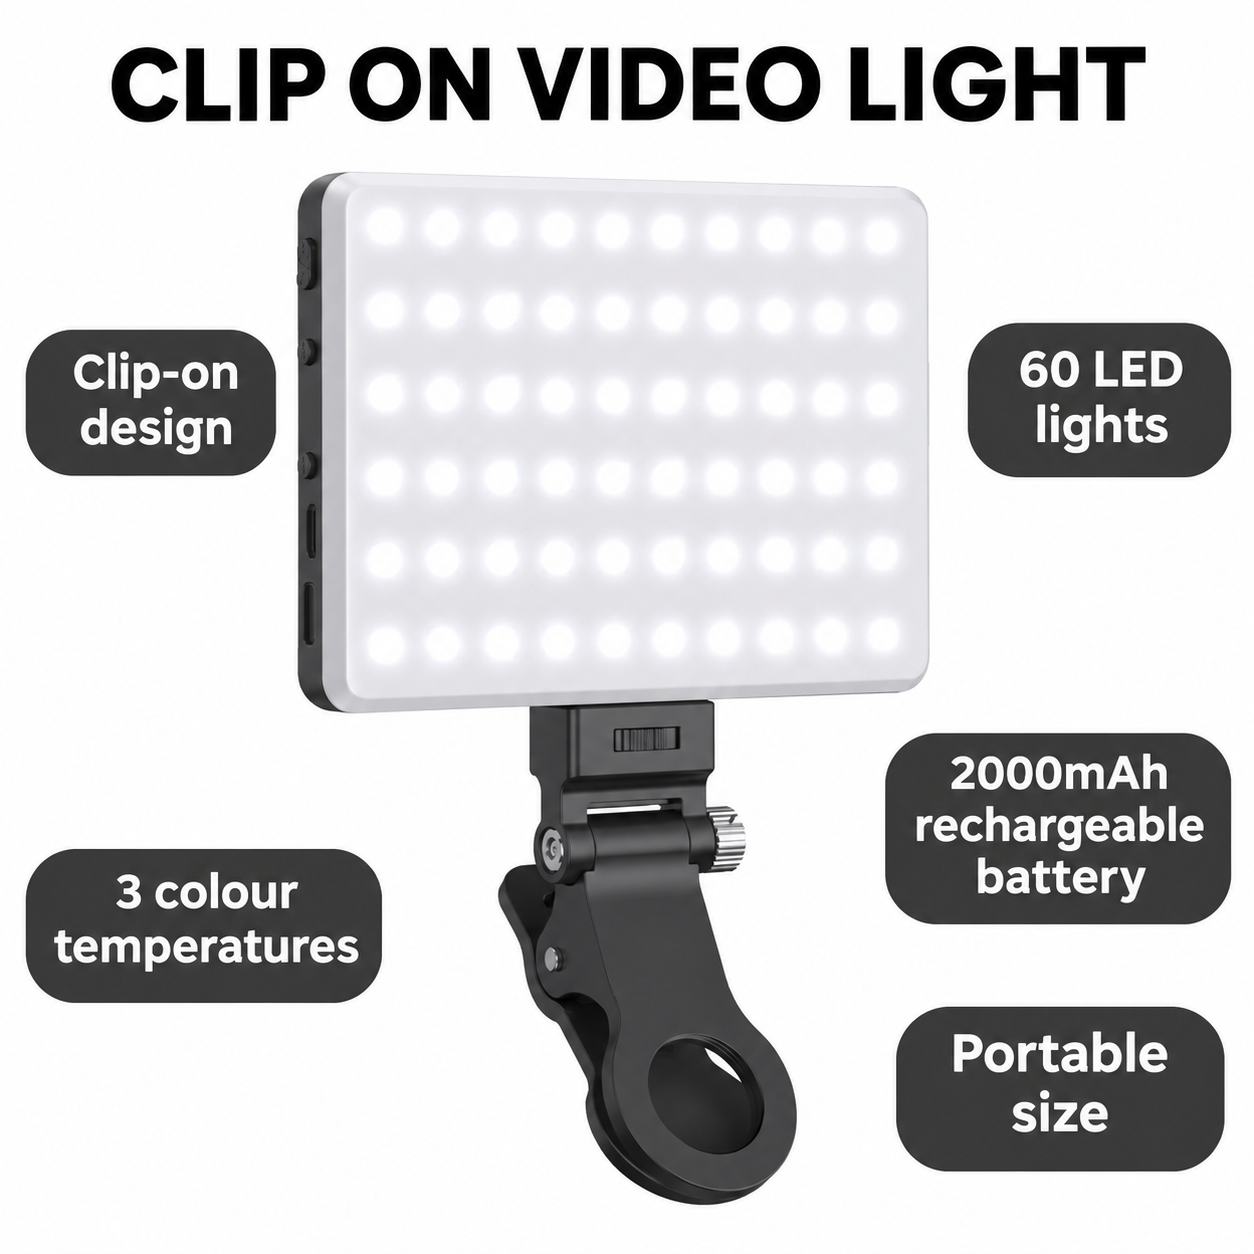 CLIP ON VIDEO LIGHT
Clip-on
design
60 LED
lights
2000mAh
rechargeable
battery
3 colour
temperatures
Portable
size